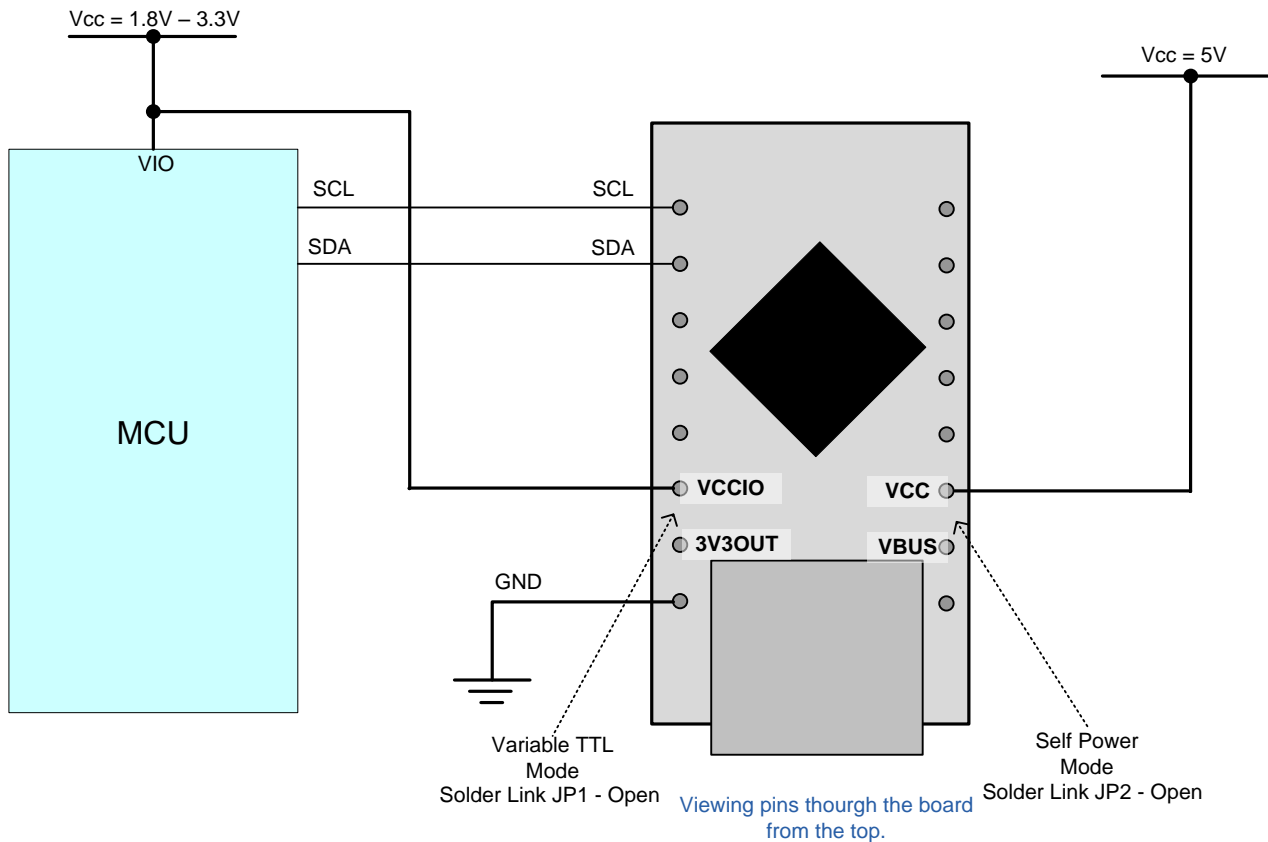 Vcc = 1.8V – 3.3V
Vcc = 5V
VIO
SCL
SCL
SDA
SDA
MCU
VCCIO
VCC
3V3OUT
VBUS
GND
Variable TTL
Mode
Solder Link JP1 - Open
Self Power
Mode
Solder Link JP2 - Open
Viewing pins thourgh the board
from the top.